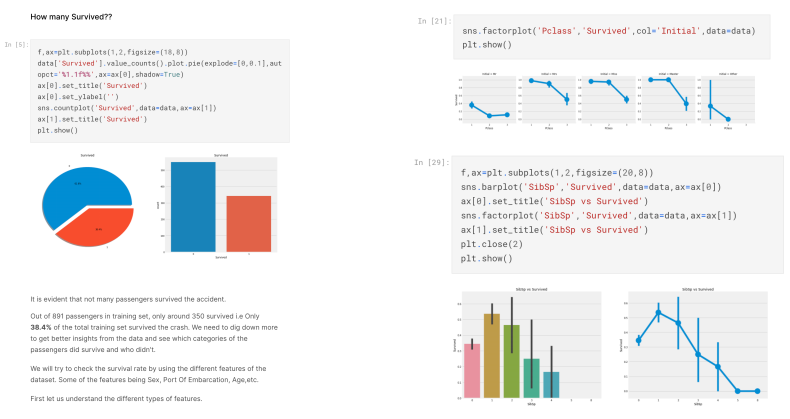 How many Survived??
In [5]:
f,ax=plt.subplots(1,2,figsize=(18,8))
data['Survived'].value_counts().plot.pie(explode=[0,0.1],aut
opct='%1.1f%%',ax=ax[0],shadow=True)
ax[0].set_title('Survived')
ax[0].set_ylabel('')
sns.countplot('Survived',data=data,ax=ax[1])
ax[1].set_title('Survived')
plt.show()
Survived
Survived
Survived
It is evident that not many passengers survived the accident.
Out of 891 passengers in training set, only around 350 survived i.e Only
38.4% of the total training set survived the crash. We need to dig down more
to get better insights from the data and see which categories of the
passengers did survive and who didn't.
We will try to check the survival rate by using the different features of the
dataset. Some of the features being Sex, Port Of Embarcation, Age,etc.
First let us understand the different types of features.
In [21]:
sns.factorplot('Pclass','Survived',col='Initial',data=data)
plt.show()
Pclass
Pclass
Pclass
Pclass
Pclass
In [29]:
f,ax=plt.subplots(1,2,figsize=(20,8))
sns.barplot('SibSp','Survived',data=data,ax=ax[0])
ax[0].set_title('SibSp vs Survived')
sns.factorplot('SibSp','Survived',data=data,ax=ax[1])
ax[1].set_title('SibSp vs Survived')
plt.close(2)
plt.show()
SibSp vs Survived
Survived
SibSp
SibSp vs Survived
Survived
SibSp